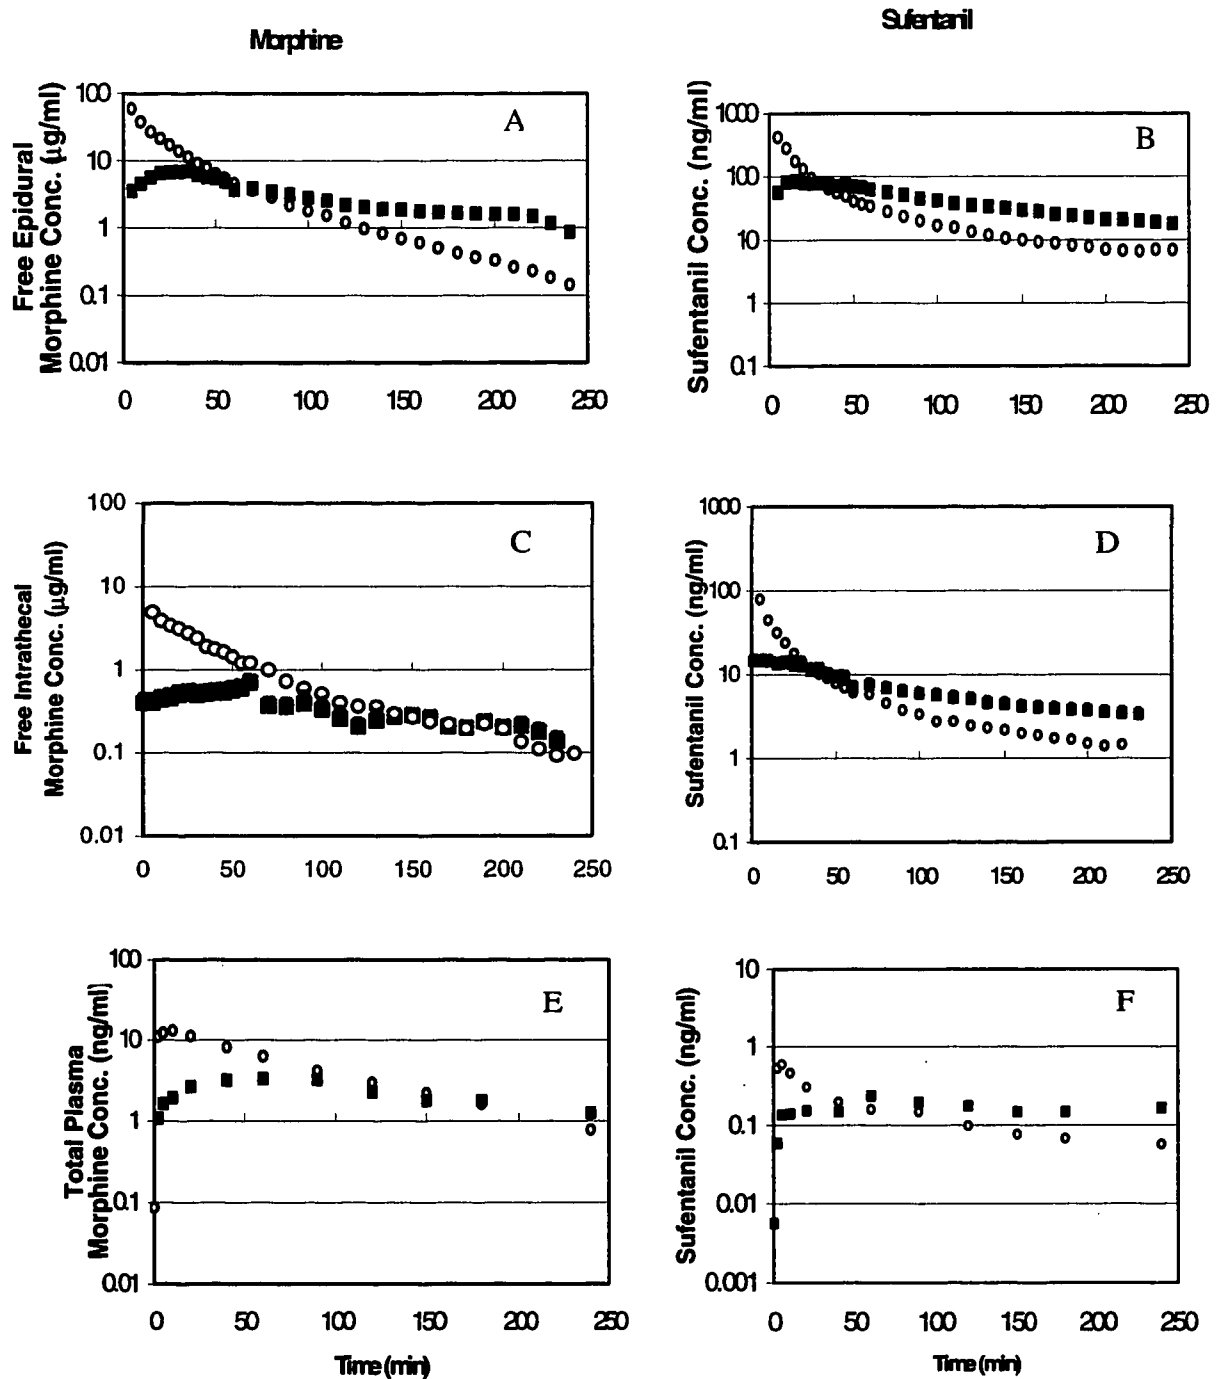 Morphine
Sufentanil
Free Epidural
Morphine Conc. (µg/ml)
100
10
1
0.1
0.01
A
0 50 100 150 200 250
Sufentanil Conc. (ng/ml)
1000
100
10
1
0.1
B
0 50 100 150 200 250
Free Intrathecal
Morphine Conc. (µg/ml)
100
10
1
0.1
0.01
C
0 50 100 150 200 250
Sufentanil Conc. (ng/ml)
1000
100
10
1
0.1
D
0 50 100 150 200 250
Total Plasma
Morphine Conc. (ng/ml)
100
10
1
0.1
0.01
E
0 50 100 150 200 250
Time (min)
Sufentanil Conc. (ng/ml)
10
1
0.1
0.01
0.001
F
0 50 100 150 200 250
Time (min)